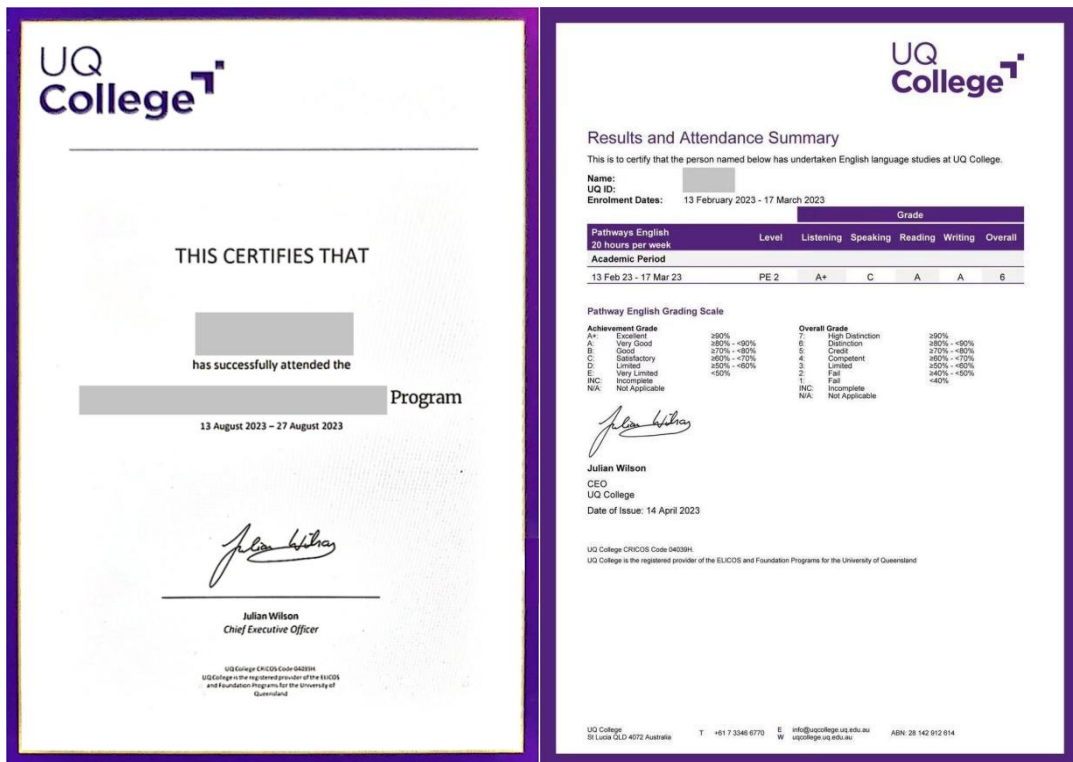 UQ
College
THIS CERTIFIES THAT
has successfully attended the
Program
13 August 2023 – 27 August 2023
Julian Wilson
Julian Wilson
Chief Executive Officer
UQ College CRICOS Code 04039H.
UQ College is the registered provider of the ELICOS
and Foundation Programs for the University of
Queensland
UQ
College
Results and Attendance Summary
This is to certify that the person named below has undertaken English language studies at UQ College.
Name:
UQ ID:
Enrolment Dates: 13 February 2023 - 17 March 2023
Grade
Pathways English
20 hours per week
Level Listening Speaking Reading Writing Overall
Academic Period
13 Feb 23 - 17 Mar 23 PE 2 A+ C A A 6
Pathway English Grading Scale
Achievement Grade
A+: Excellent ≥90%
A: Very Good ≥80% - <90%
B: Good ≥70% - <80%
C: Satisfactory ≥60% - <70%
D: Limited ≥50% - <60%
E: Very Limited <50%
INC: Incomplete
N/A: Not Applicable
Overall Grade
7: High Distinction ≥90%
6: Distinction ≥80% - <90%
5: Credit ≥70% - <80%
4: Competent ≥60% - <70%
3: Limited ≥50% - <60%
2: Fail ≥40% - <50%
1: Fail <40%
INC: Incomplete
N/A: Not Applicable
Julian Wilson
Julian Wilson
CEO
UQ College
Date of Issue: 14 April 2023
UQ College CRICOS Code 04039H.
UQ College is the registered provider of the ELICOS and Foundation Programs for the University of Queensland
UQ College T +61 7 3346 6770 E info@uqcollege.uq.edu.au ABN: 28 142 912 614
St Lucia QLD 4072 Australia W uqcollege.uq.edu.au